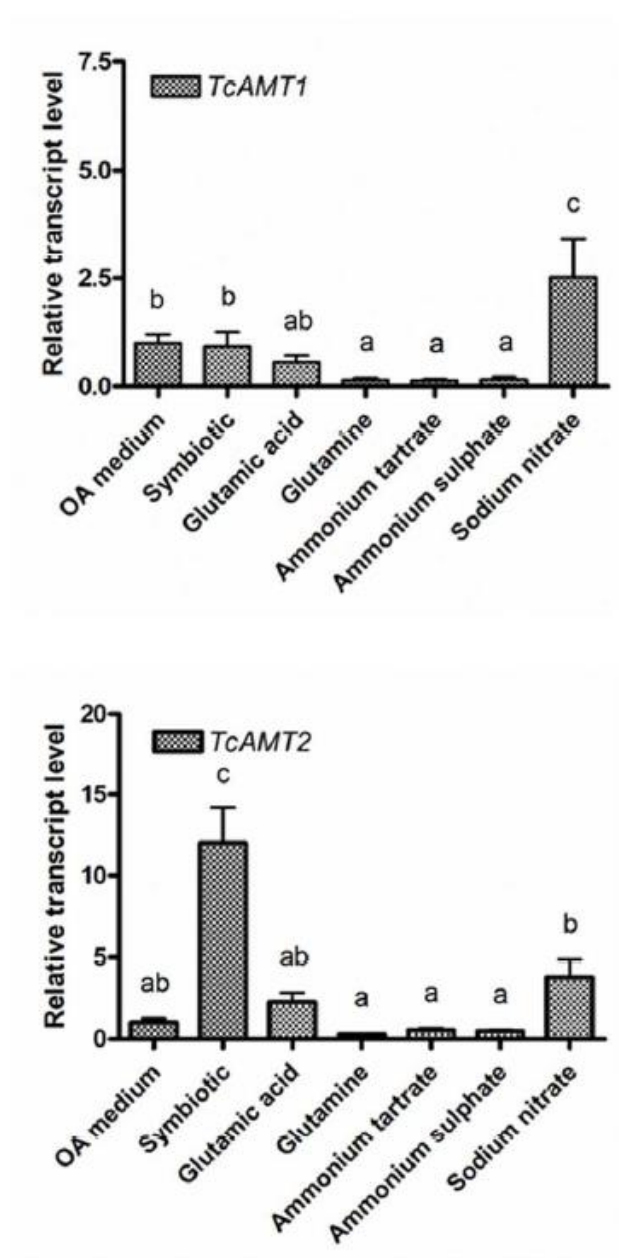 7.5
TcAMT1
Relative transcript level
5.0
2.5
0.0
b
b
ab
a
a
a
c
OA medium
Symbiotic
Glutamic acid
Glutamine
Ammonium tartrate
Ammonium sulphate
Sodium nitrate
20
TcAMT2
Relative transcript level
15
10
5
0
ab
c
ab
a
a
a
b
OA medium
Symbiotic
Glutamic acid
Glutamine
Ammonium tartrate
Ammonium sulphate
Sodium nitrate